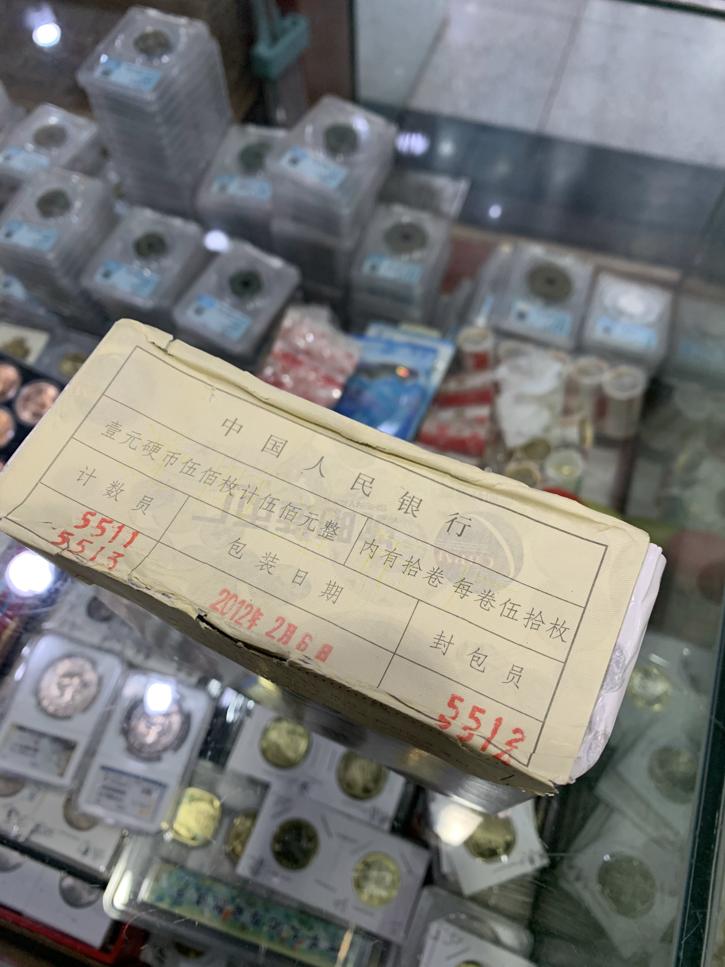 中国人民银行
壹元硬币伍佰枚计伍佰元整
内有拾卷 每卷伍拾枚
计数员
包装日期
封包员
5511
5513
2012年 2月 6日
5512